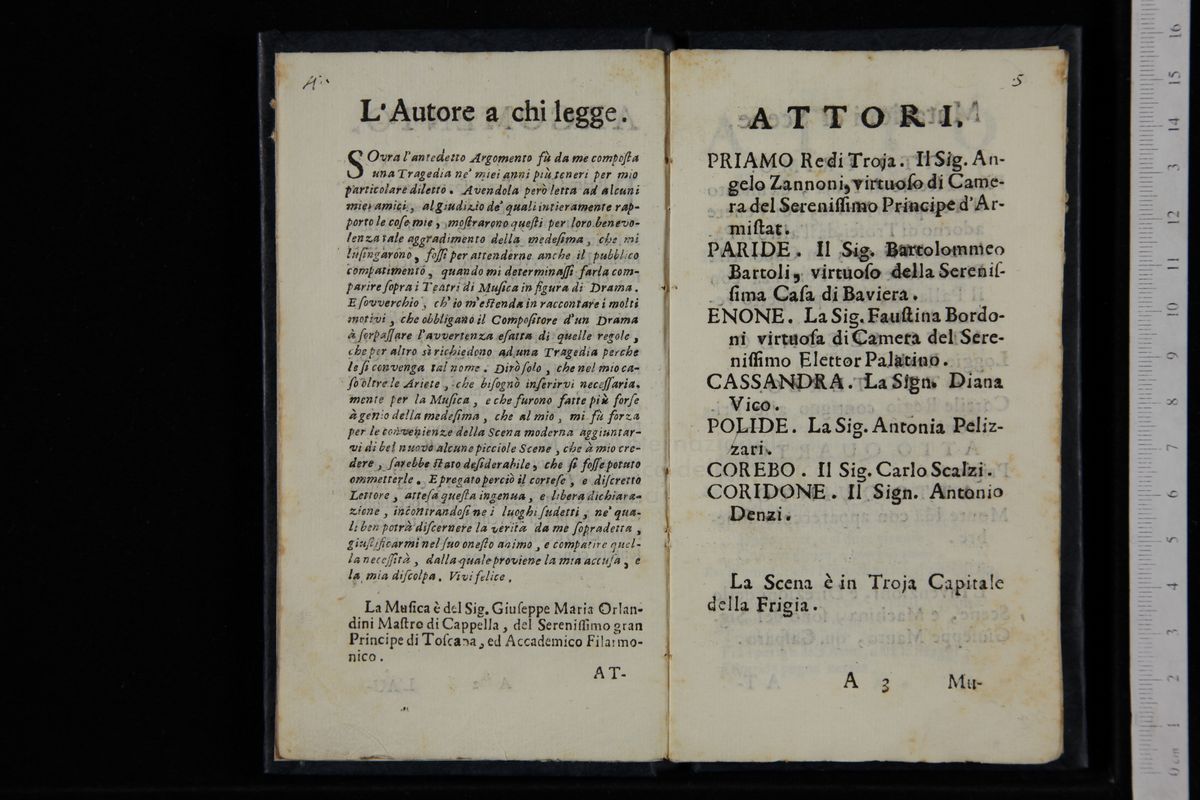 4.
L'Autore a chi legge.
SOvra l'antedetto Argomento fù da me composta
una Tragedia ne' miei anni più teneri per mio
particolare diletto. Avendola però letta ad alcuni
miei amici, al giudizio de' quali intieramente rap-
porto le cose mie, mostrarono questi per loro benevo-
lenza tale aggradimento della medesima, che mi
lusingarono, fossi per attenderne anche il pubblico
compatimento, quando mi determinassi farla com-
parire sopra i Teatri di Musica in figura di Drama.
E sovverchio, ch'io m'estenda in raccontare i molti
motivi, che obbligano il Compositore d'un Drama
à sorpassare l'avvertenza esatta di quelle regole,
che per altro si richiedono ad una Tragedia perche
le si convenga tal nome. Dirò solo, che nel mio ca-
so oltre le Ariete, che bisognò inserirvi necessaria-
mente per la Musica, e che furono fatte più forse
à genio della medesima, che al mio, mi fù forza
per le convenienze della Scena moderna aggiuntar-
vi di bel nuovo alcune picciole Scene, che à mio cre-
dere, sarebbe stato desiderabile, che si fosse potuto
ommetterle. E pregato perciò il cortese, e discretto
Lettore, attesa questa ingenua, e libera dichiara-
zione, incontrandosi ne i luoghi sudetti, ne' qua-
li ben potrà discernere la verità da me sopradetta,
giustificarmi nel suo onesto animo, e compatire quel-
la necessità, dalla quale proviene la mia accusa, e
la mia discolpa. Vivi felice.
La Musica è del Sig. Giuseppe Maria Orlan-
dini Mastro di Cappella, del Serenissimo gran
Principe di Toscana, ed Accademico Filarmo-
nico.
AT-
5
ATTORI.
PRIAMO Re di Troja. Il Sig. An-
gelo Zannoni, virtuoso di Came-
ra del Serenissimo Principe d'Ar-
mistat.
PARIDE. Il Sig. Bartolommeo
Bartoli, virtuoso della Serenis-
sima Casa di Baviera.
ENONE. La Sig. Faustina Bordo-
ni virtuosa di Camera del Sere-
nissimo Elettor Palatino.
CASSANDRA. La Sign. Diana
Vico.
POLIDE. La Sig. Antonia Peliz-
zari.
COREBO. Il Sig. Carlo Scalzi.
CORIDONE. Il Sign. Antonio
Denzi.
La Scena è in Troja Capitale
della Frigia.
A 3 Mu-